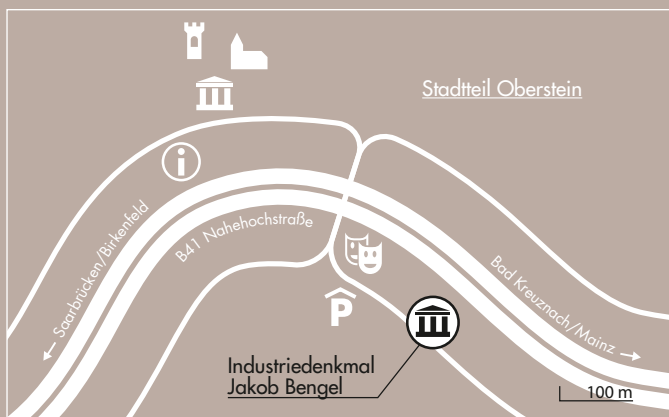 Stadtteil Oberstein
i
Saarbrücken/Birkenfeld
B41 Nahehochstraße
Bad Kreuznach/Mainz
P
Industriedenkmal
Jakob Bengel
100 m